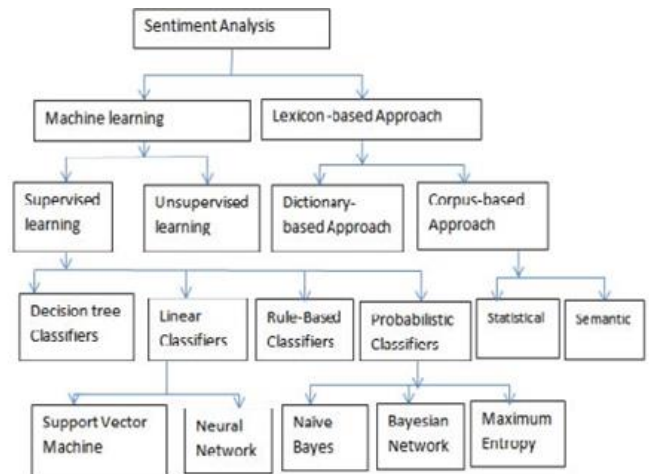 Sentiment Analysis
Machine learning
Lexicon -based Approach
Supervised
learning
Unsupervised
learning
Dictionary-
based Approach
Corpus-based
Approach
Decision tree
Classifiers
Linear
Classifiers
Rule-Based
Classifiers
Probabilistic
Classifiers
Statistical
Semantic
Support Vector
Machine
Neural
Network
Naïve
Bayes
Bayesian
Network
Maximum
Entropy